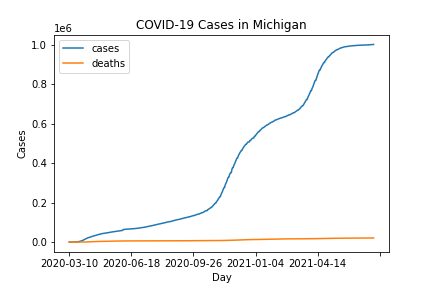 COVID-19 Cases in Michigan
1e6
cases
deaths
1.0
0.8
0.6
0.4
0.2
0.0
Cases
2020-03-10 2020-06-18 2020-09-26 2021-01-04 2021-04-14
Day